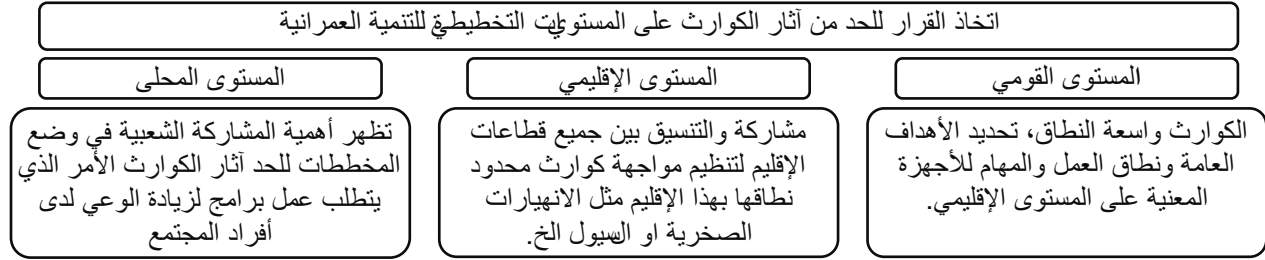 اتخاذ القرار للحد من آثار الكوارث على المستويات التخطيطية للتنمية العمرانية
المستوى القومي
الكوارث واسعة النطاق، تحديد الأهداف
العامة ونطاق العمل والمهام للأجهزة
المعنية على المستوى الإقليمي.
المستوى الإقليمي
مشاركة والتنسيق بين جميع قطاعات
الإقليم لتنظيم مواجهة كوارث محدود
نطاقها بهذا الإقليم مثل الانهيارات
الصخرية او السيول الخ.
المستوى المحلى
تظهر أهمية المشاركة الشعبية في وضع
المخططات للحد آثار الكوارث الأمر الذي
يتطلب عمل برامج لزيادة الوعي لدى
أفراد المجتمع